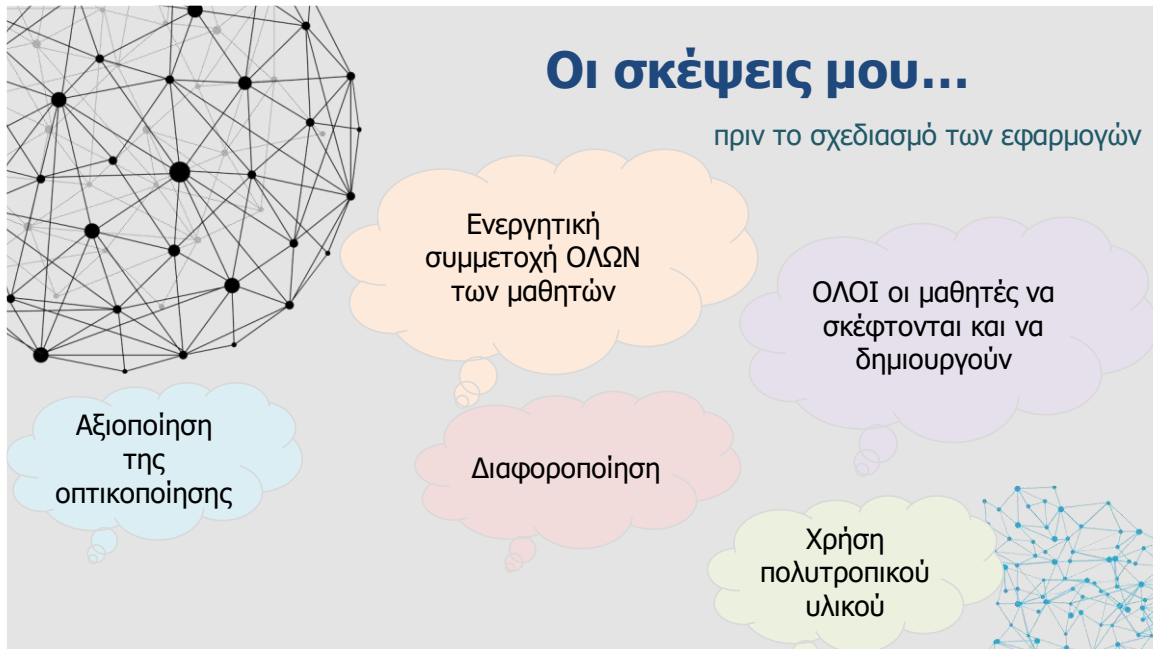 Οι σκέψεις μου...
πριν το σχεδιασμό των εφαρμογών
Ενεργητική
συμμετοχή ΟΛΩΝ
των μαθητών
ΟΛΟΙ οι μαθητές να
σκέφτονται και να
δημιουργούν
Αξιοποίηση
της
οπτικοποίησης
Διαφοροποίηση
Χρήση
πολυτροπικού
υλικού